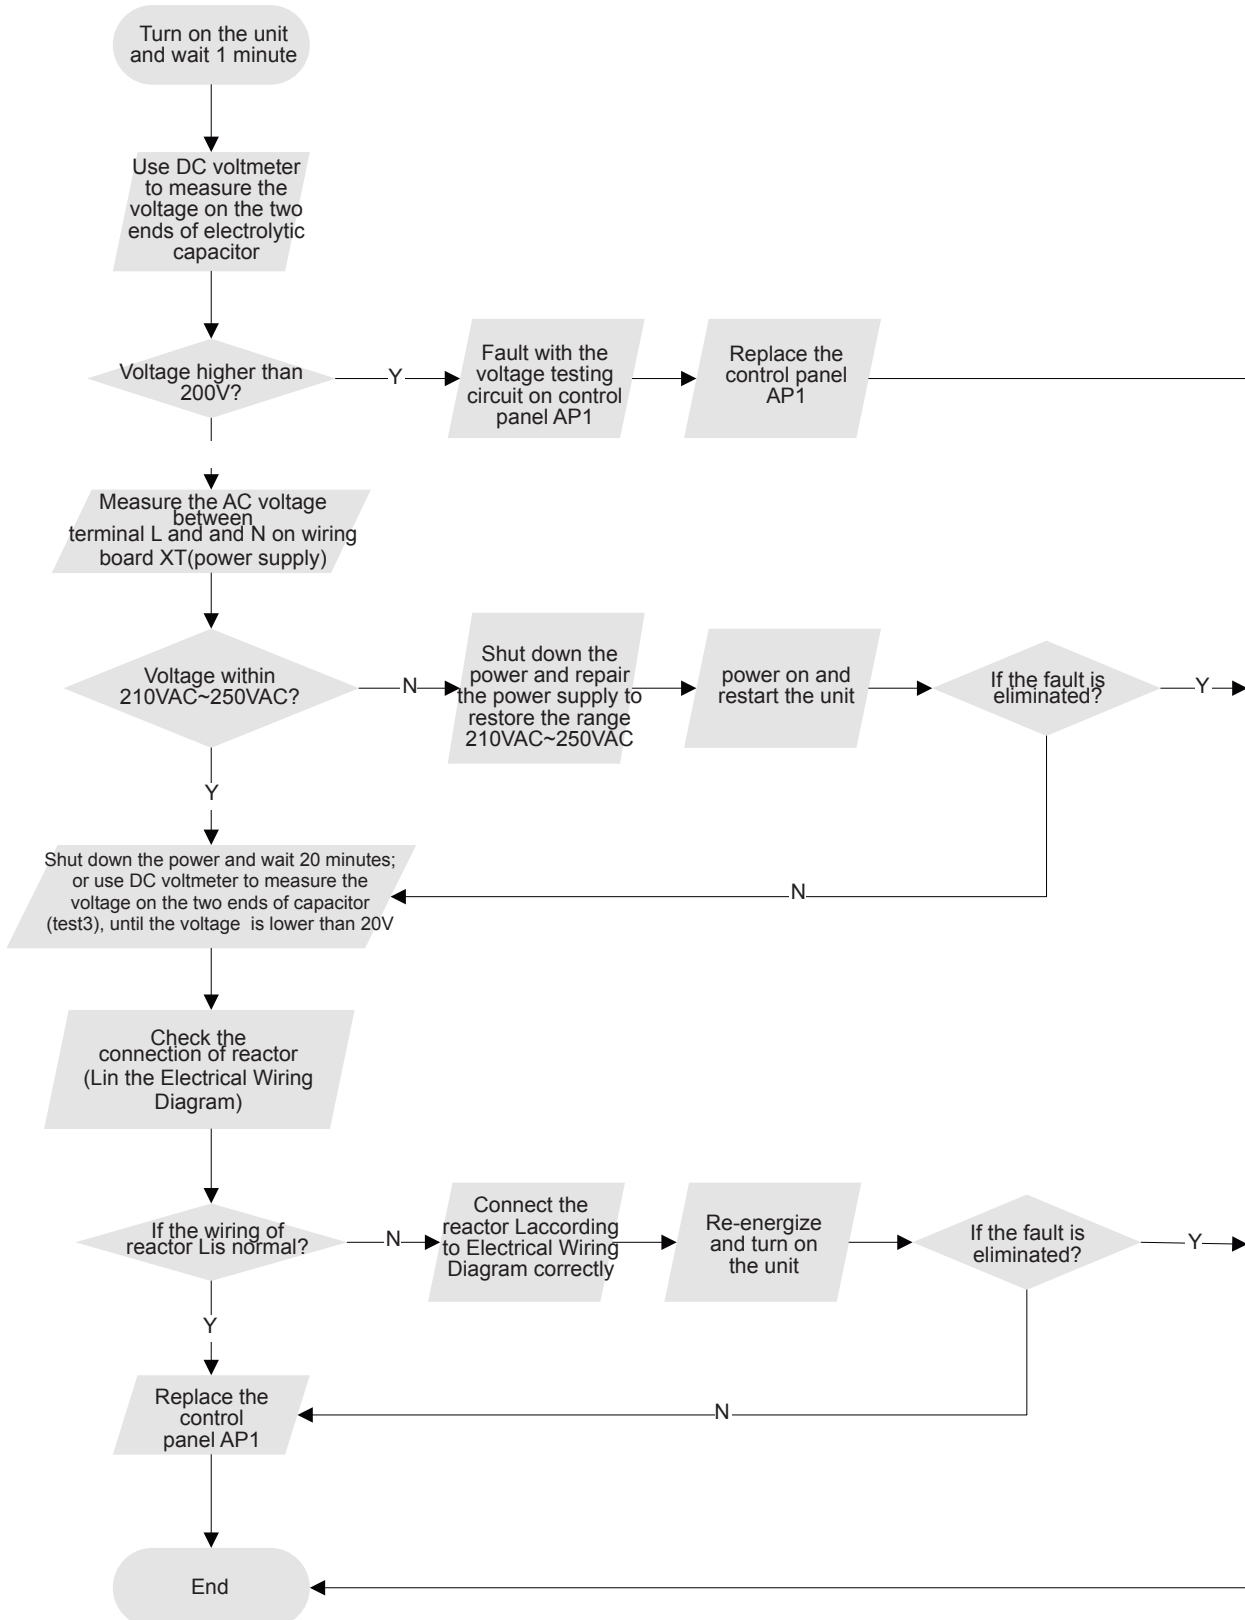 Turn on the unit
and wait 1 minute
Use DC voltmeter
to measure the
voltage on the two
ends of electrolytic
capacitor
Voltage higher than
200V?
Y
Fault with the
voltage testing
circuit on control
panel AP1
Replace the
control panel
AP1
Measure the AC voltage
between
terminal L and and N on wiring
board XT(power supply)
Voltage within
210VAC~250VAC?
N
Shut down the
power and repair
the power supply to
restore the range
210VAC~250VAC
power on and
restart the unit
If the fault is
eliminated?
Y
Y
Shut down the power and wait 20 minutes;
or use DC voltmeter to measure the
voltage on the two ends of capacitor
(test3), until the voltage is lower than 20V
N
Check the
connection of reactor
(Lin the Electrical Wiring
Diagram)
If the wiring of
reactor Lis normal?
N
Connect the
reactor Laccording
to Electrical Wiring
Diagram correctly
Re-energize
and turn on
the unit
If the fault is
eliminated?
Y
Y
Replace the
control
panel AP1
N
End